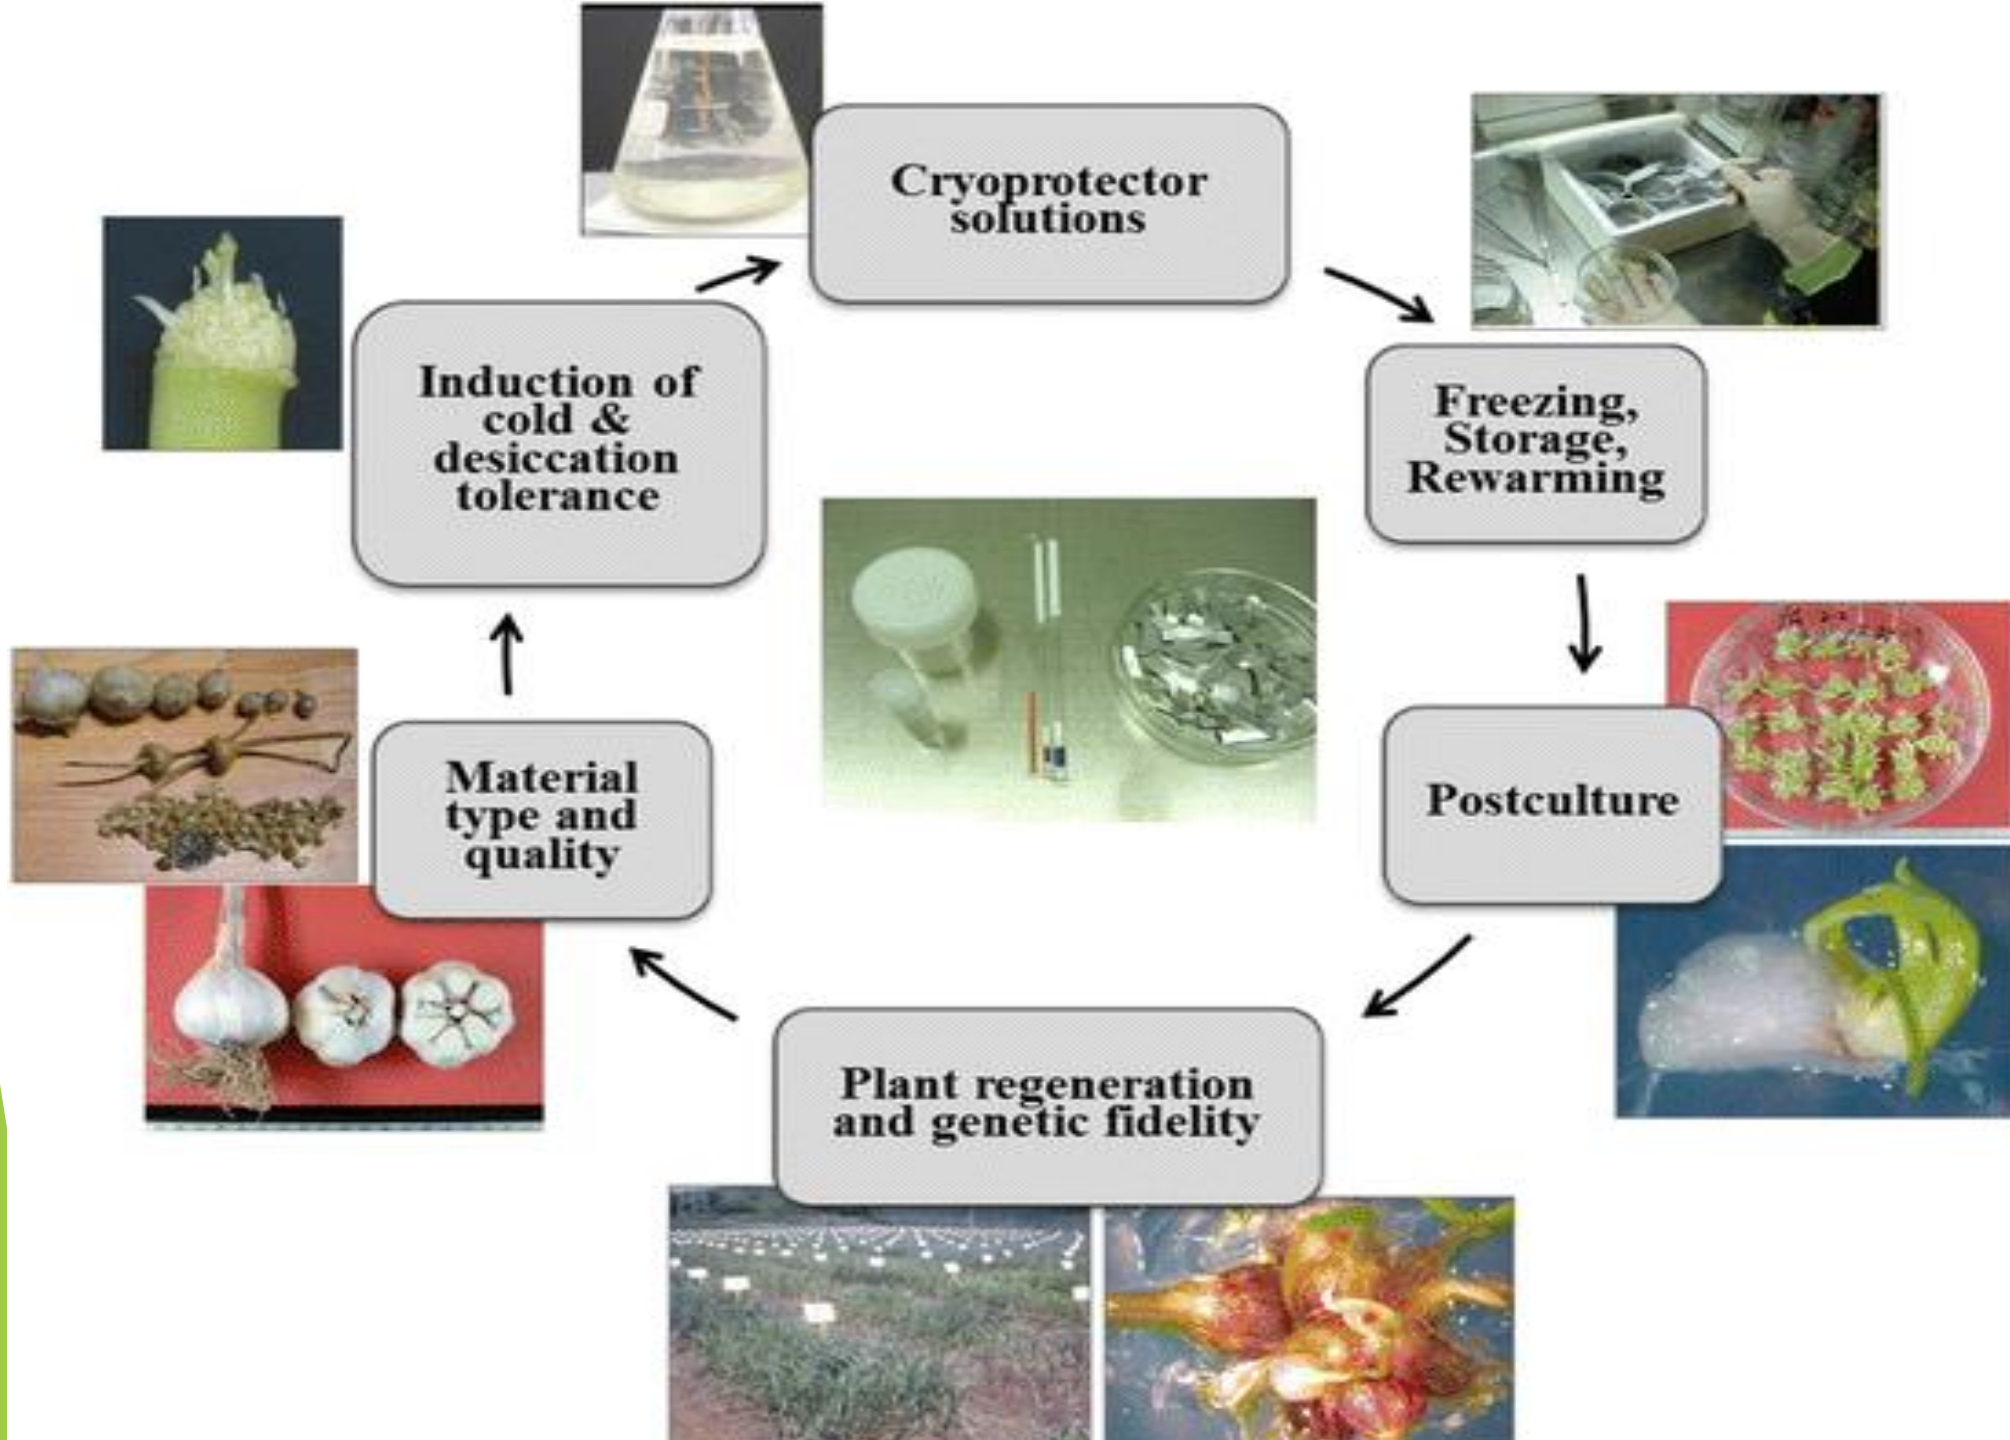 Cryoprotector
solutions
Induction of
cold &
desiccation
tolerance
Freezing,
Storage,
Rewarming
Material
type and
quality
Postculture
Plant regeneration
and genetic fidelity